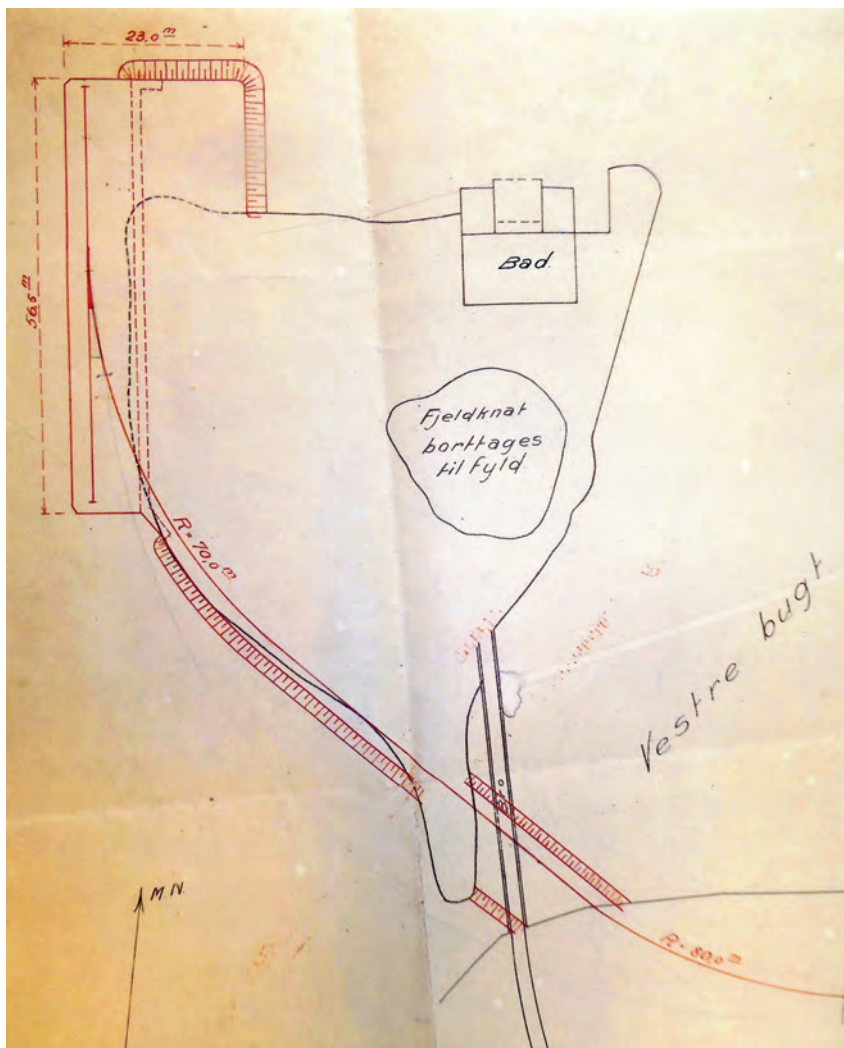 23,0 m
56,5 m
Bad.
Fjeldknat
borttages
til fyld.
R = 70,0 m
Vestre bugt
M.N.
R = 80,0 m